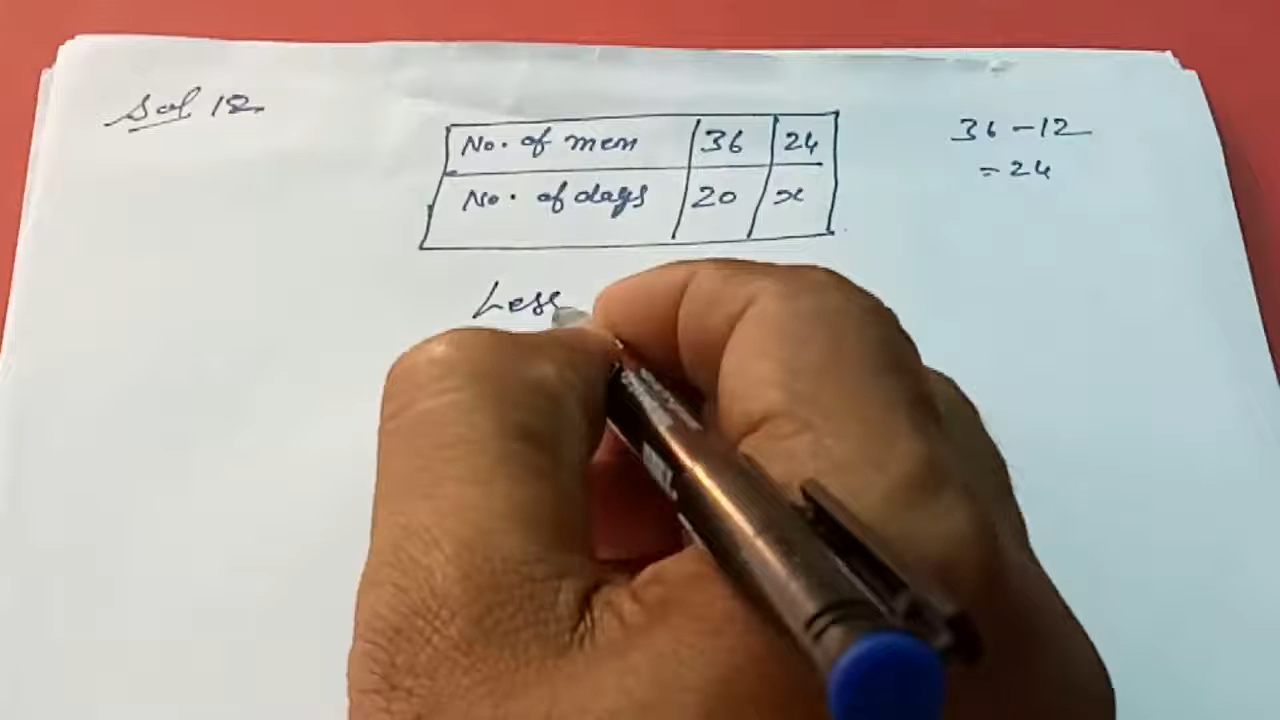 Sol 12.
No. of men 36 24
No. of days 20 x
36 - 12
= 24
Less